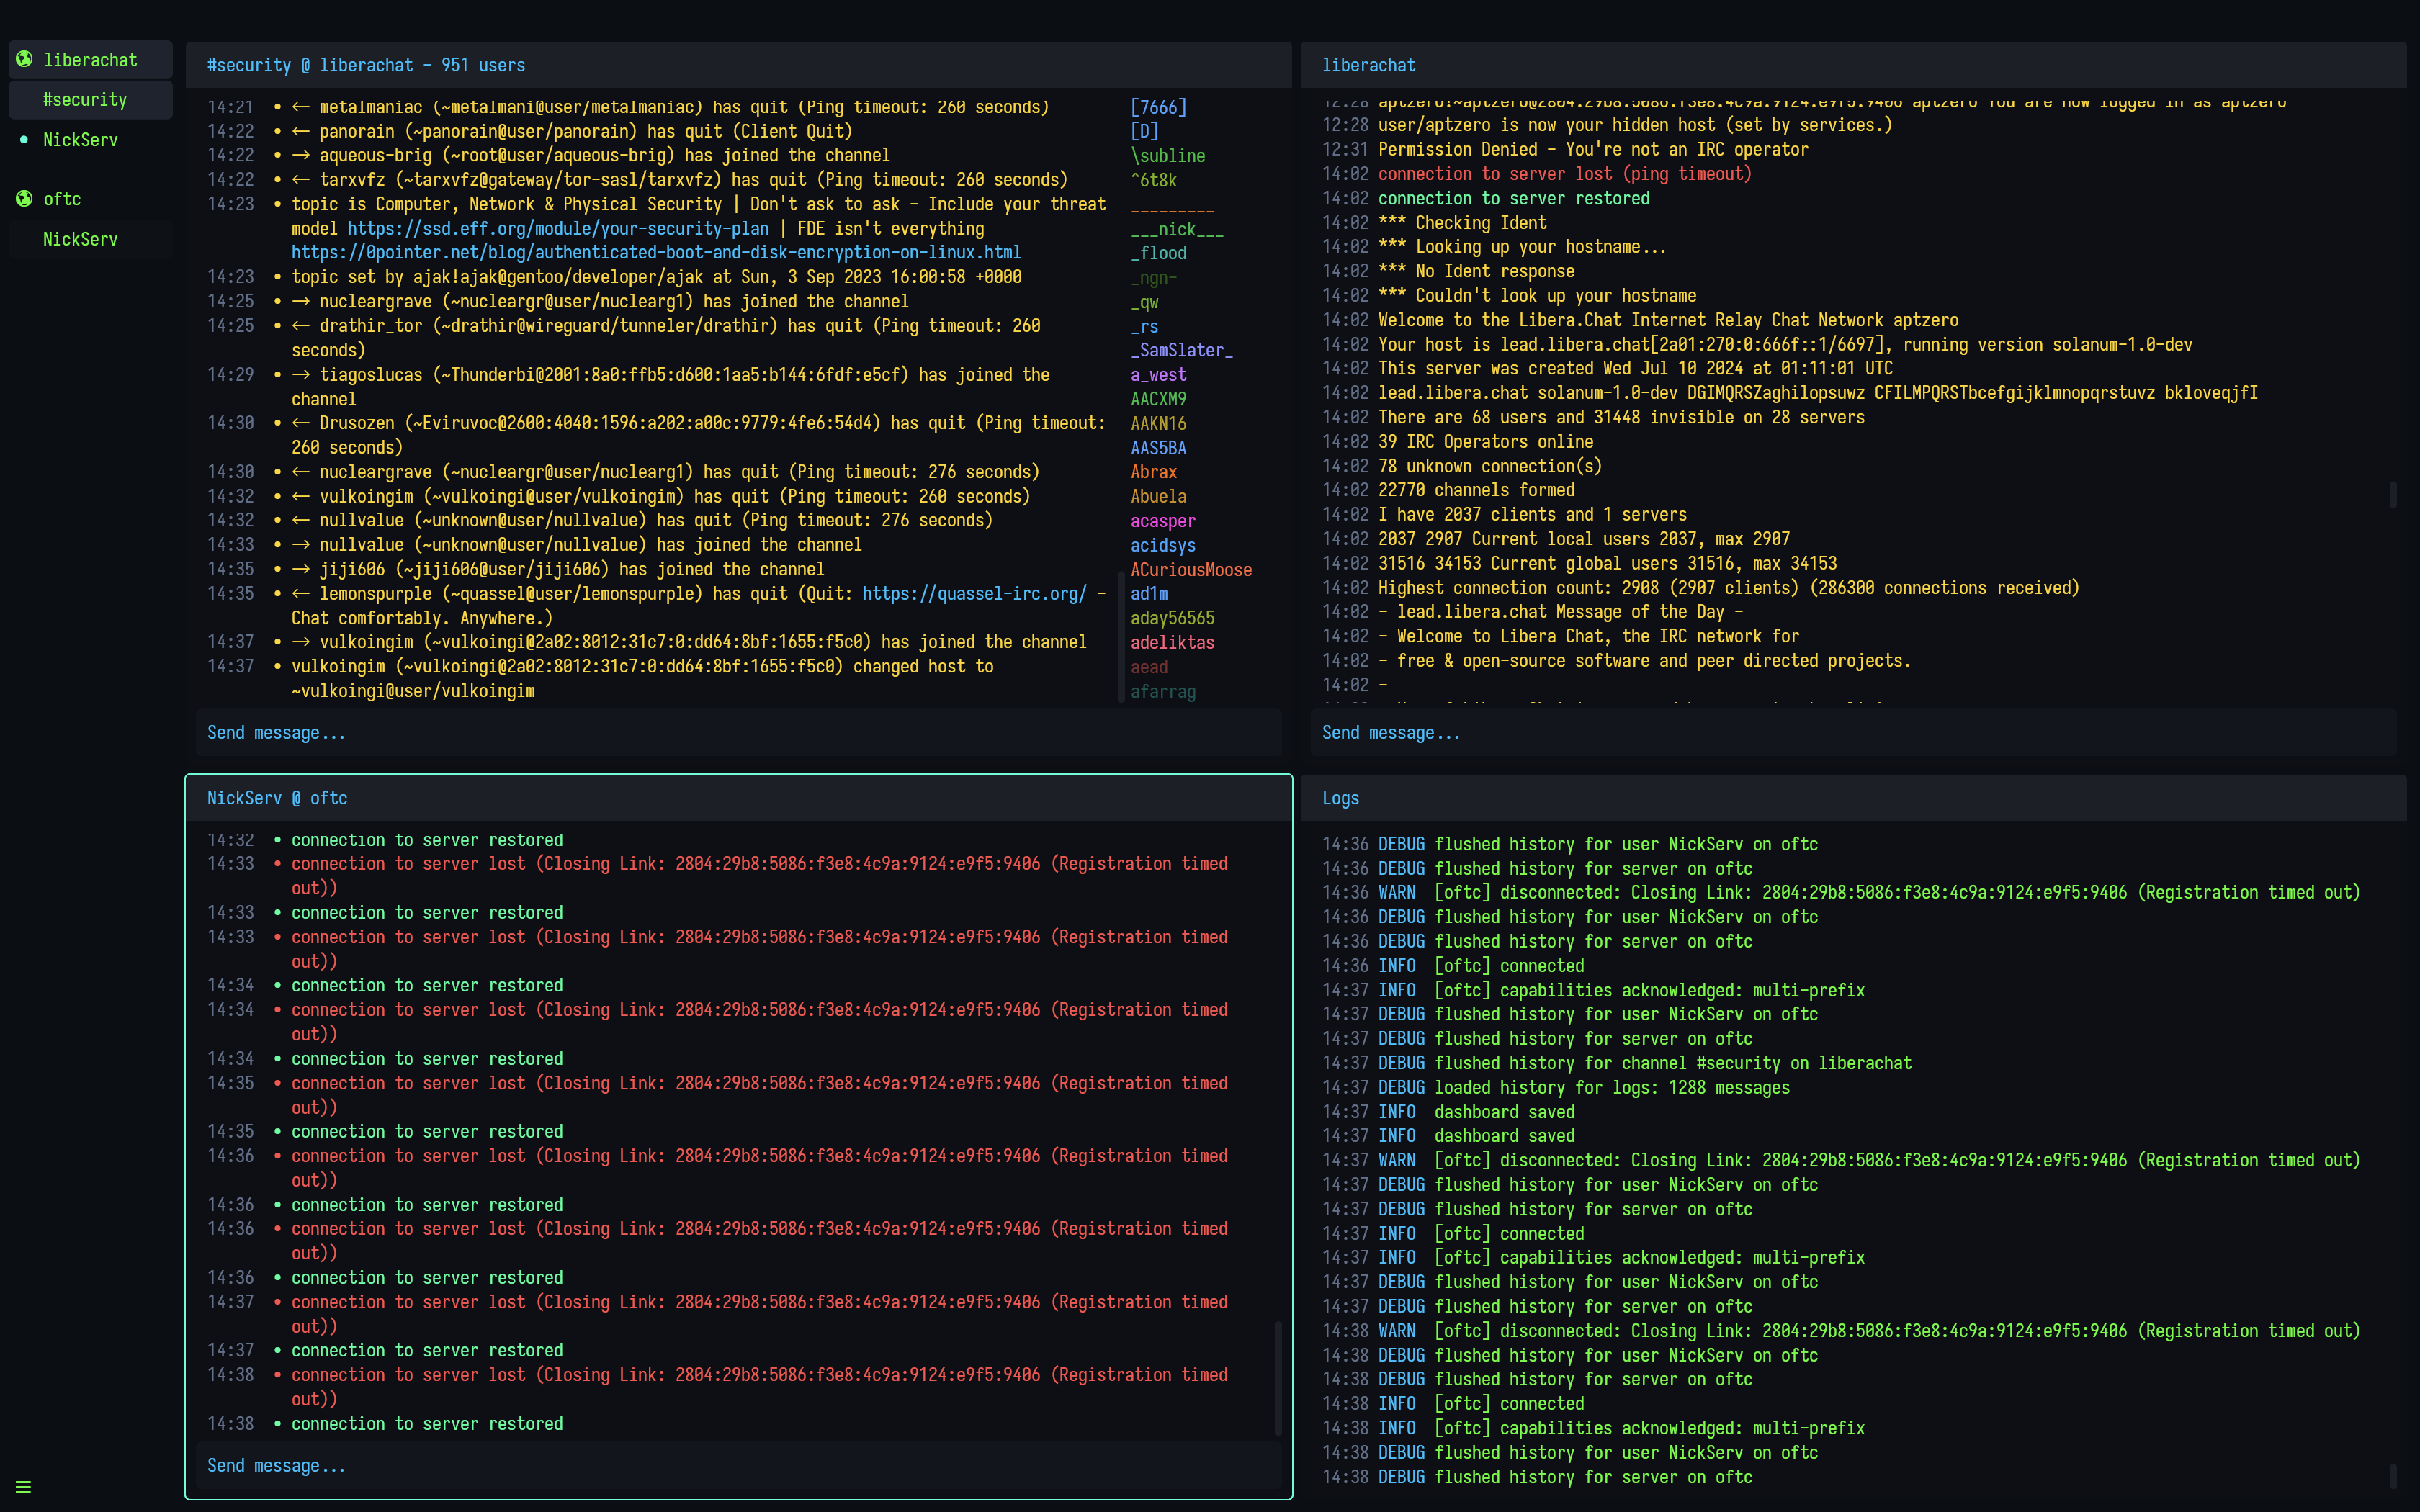 liberachat
#security
NickServ
oftc
NickServ
#security @ liberachat - 951 users
14:21 • ← metalmaniac (~metalmani@user/metalmaniac) has quit (Ping timeout: 260 seconds)
14:22 • ← panorain (~panorain@user/panorain) has quit (Client Quit)
14:22 • → aqueous-brig (~root@user/aqueous-brig) has joined the channel
14:22 • ← tarxvfz (~tarxvfz@gateway/tor-sasl/tarxvfz) has quit (Ping timeout: 260 seconds)
14:23 • topic is Computer, Network & Physical Security | Don't ask to ask - Include your threat
model https://ssd.eff.org/module/your-security-plan | FDE isn't everything
https://0pointer.net/blog/authenticated-boot-and-disk-encryption-on-linux.html
14:23 • topic set by ajak!ajak@gentoo/developer/ajak at Sun, 3 Sep 2023 16:00:58 +0000
14:25 • → nucleargrave (~nucleargr@user/nuclearg1) has joined the channel
14:25 • ← drathir_tor (~drathir@wireguard/tunneler/drathir) has quit (Ping timeout: 260
seconds)
14:29 • → tiagoslucas (~Thunderbi@2001:8a0:ffb5:d600:1aa5:b144:6fdf:e5cf) has joined the
channel
14:30 • ← Drusozen (~Eviruvoc@2600:4040:1596:a202:a00c:9779:4fe6:54d4) has quit (Ping timeout:
260 seconds)
14:30 • ← nucleargrave (~nucleargr@user/nuclearg1) has quit (Ping timeout: 276 seconds)
14:32 • ← vulkoingim (~vulkoingi@user/vulkoingim) has quit (Ping timeout: 260 seconds)
14:32 • ← nullvalue (~unknown@user/nullvalue) has quit (Ping timeout: 276 seconds)
14:33 • → nullvalue (~unknown@user/nullvalue) has joined the channel
14:35 • → jiji606 (~jiji606@user/jiji606) has joined the channel
14:35 • ← lemonspurple (~quassel@user/lemonspurple) has quit (Quit: https://quassel-irc.org/ -
Chat comfortably. Anywhere.)
14:37 • → vulkoingim (~vulkoingi@2a02:8012:31c7:0:dd64:8bf:1655:f5c0) has joined the channel
14:37 • vulkoingim (~vulkoingi@2a02:8012:31c7:0:dd64:8bf:1655:f5c0) changed host to
~vulkoingi@user/vulkoingim
[7666]
[D]
\subline
^6t8k
_________
___nick___
_flood
_ngn-
_qw
_rs
_SamSlater_
a_west
AACXM9
AAKN16
AAS5BA
Abrax
Abuela
acasper
acidsys
ACuriousMoose
ad1m
aday56565
adeliktas
aead
afarrag
Send message...
liberachat
12:28 aptzero!~aptzero@2804:29b8:5086:f3e8:4c9a:9124:e9f5:9406 aptzero You are now logged in as aptzero
12:28 user/aptzero is now your hidden host (set by services.)
12:31 Permission Denied - You're not an IRC operator
14:02 connection to server lost (ping timeout)
14:02 connection to server restored
14:02 *** Checking Ident
14:02 *** Looking up your hostname...
14:02 *** No Ident response
14:02 *** Couldn't look up your hostname
14:02 Welcome to the Libera.Chat Internet Relay Chat Network aptzero
14:02 Your host is lead.libera.chat[2a01:270:0:666f::1/6697], running version solanum-1.0-dev
14:02 This server was created Wed Jul 10 2024 at 01:11:01 UTC
14:02 lead.libera.chat solanum-1.0-dev DGIMQRSZaghilopsuwz CFILMPQRSTbcefgijklmnopqrstuvz bkloveqjfI
14:02 There are 68 users and 31448 invisible on 28 servers
14:02 39 IRC Operators online
14:02 78 unknown connection(s)
14:02 22770 channels formed
14:02 I have 2037 clients and 1 servers
14:02 2037 2907 Current local users 2037, max 2907
14:02 31516 34153 Current global users 31516, max 34153
14:02 Highest connection count: 2908 (2907 clients) (286300 connections received)
14:02 - lead.libera.chat Message of the Day -
14:02 - Welcome to Libera Chat, the IRC network for
14:02 - free & open-source software and peer directed projects.
14:02 -
Send message...
NickServ @ oftc
14:32 • connection to server restored
14:33 • connection to server lost (Closing Link: 2804:29b8:5086:f3e8:4c9a:9124:e9f5:9406 (Registration timed
out))
14:33 • connection to server restored
14:33 • connection to server lost (Closing Link: 2804:29b8:5086:f3e8:4c9a:9124:e9f5:9406 (Registration timed
out))
14:34 • connection to server restored
14:34 • connection to server lost (Closing Link: 2804:29b8:5086:f3e8:4c9a:9124:e9f5:9406 (Registration timed
out))
14:34 • connection to server restored
14:35 • connection to server lost (Closing Link: 2804:29b8:5086:f3e8:4c9a:9124:e9f5:9406 (Registration timed
out))
14:35 • connection to server restored
14:36 • connection to server lost (Closing Link: 2804:29b8:5086:f3e8:4c9a:9124:e9f5:9406 (Registration timed
out))
14:36 • connection to server restored
14:36 • connection to server lost (Closing Link: 2804:29b8:5086:f3e8:4c9a:9124:e9f5:9406 (Registration timed
out))
14:36 • connection to server restored
14:37 • connection to server lost (Closing Link: 2804:29b8:5086:f3e8:4c9a:9124:e9f5:9406 (Registration timed
out))
14:37 • connection to server restored
14:38 • connection to server lost (Closing Link: 2804:29b8:5086:f3e8:4c9a:9124:e9f5:9406 (Registration timed
out))
14:38 • connection to server restored
Send message...
Logs
14:36 DEBUG flushed history for user NickServ on oftc
14:36 DEBUG flushed history for server on oftc
14:36 WARN [oftc] disconnected: Closing Link: 2804:29b8:5086:f3e8:4c9a:9124:e9f5:9406 (Registration timed out)
14:36 DEBUG flushed history for user NickServ on oftc
14:36 DEBUG flushed history for server on oftc
14:36 INFO [oftc] connected
14:37 INFO [oftc] capabilities acknowledged: multi-prefix
14:37 DEBUG flushed history for user NickServ on oftc
14:37 DEBUG flushed history for server on oftc
14:37 DEBUG flushed history for channel #security on liberachat
14:37 DEBUG loaded history for logs: 1288 messages
14:37 INFO dashboard saved
14:37 INFO dashboard saved
14:37 WARN [oftc] disconnected: Closing Link: 2804:29b8:5086:f3e8:4c9a:9124:e9f5:9406 (Registration timed out)
14:37 DEBUG flushed history for user NickServ on oftc
14:37 DEBUG flushed history for server on oftc
14:37 INFO [oftc] connected
14:37 INFO [oftc] capabilities acknowledged: multi-prefix
14:37 DEBUG flushed history for user NickServ on oftc
14:37 DEBUG flushed history for server on oftc
14:38 WARN [oftc] disconnected: Closing Link: 2804:29b8:5086:f3e8:4c9a:9124:e9f5:9406 (Registration timed out)
14:38 DEBUG flushed history for user NickServ on oftc
14:38 DEBUG flushed history for server on oftc
14:38 INFO [oftc] connected
14:38 INFO [oftc] capabilities acknowledged: multi-prefix
14:38 DEBUG flushed history for user NickServ on oftc
14:38 DEBUG flushed history for server on oftc